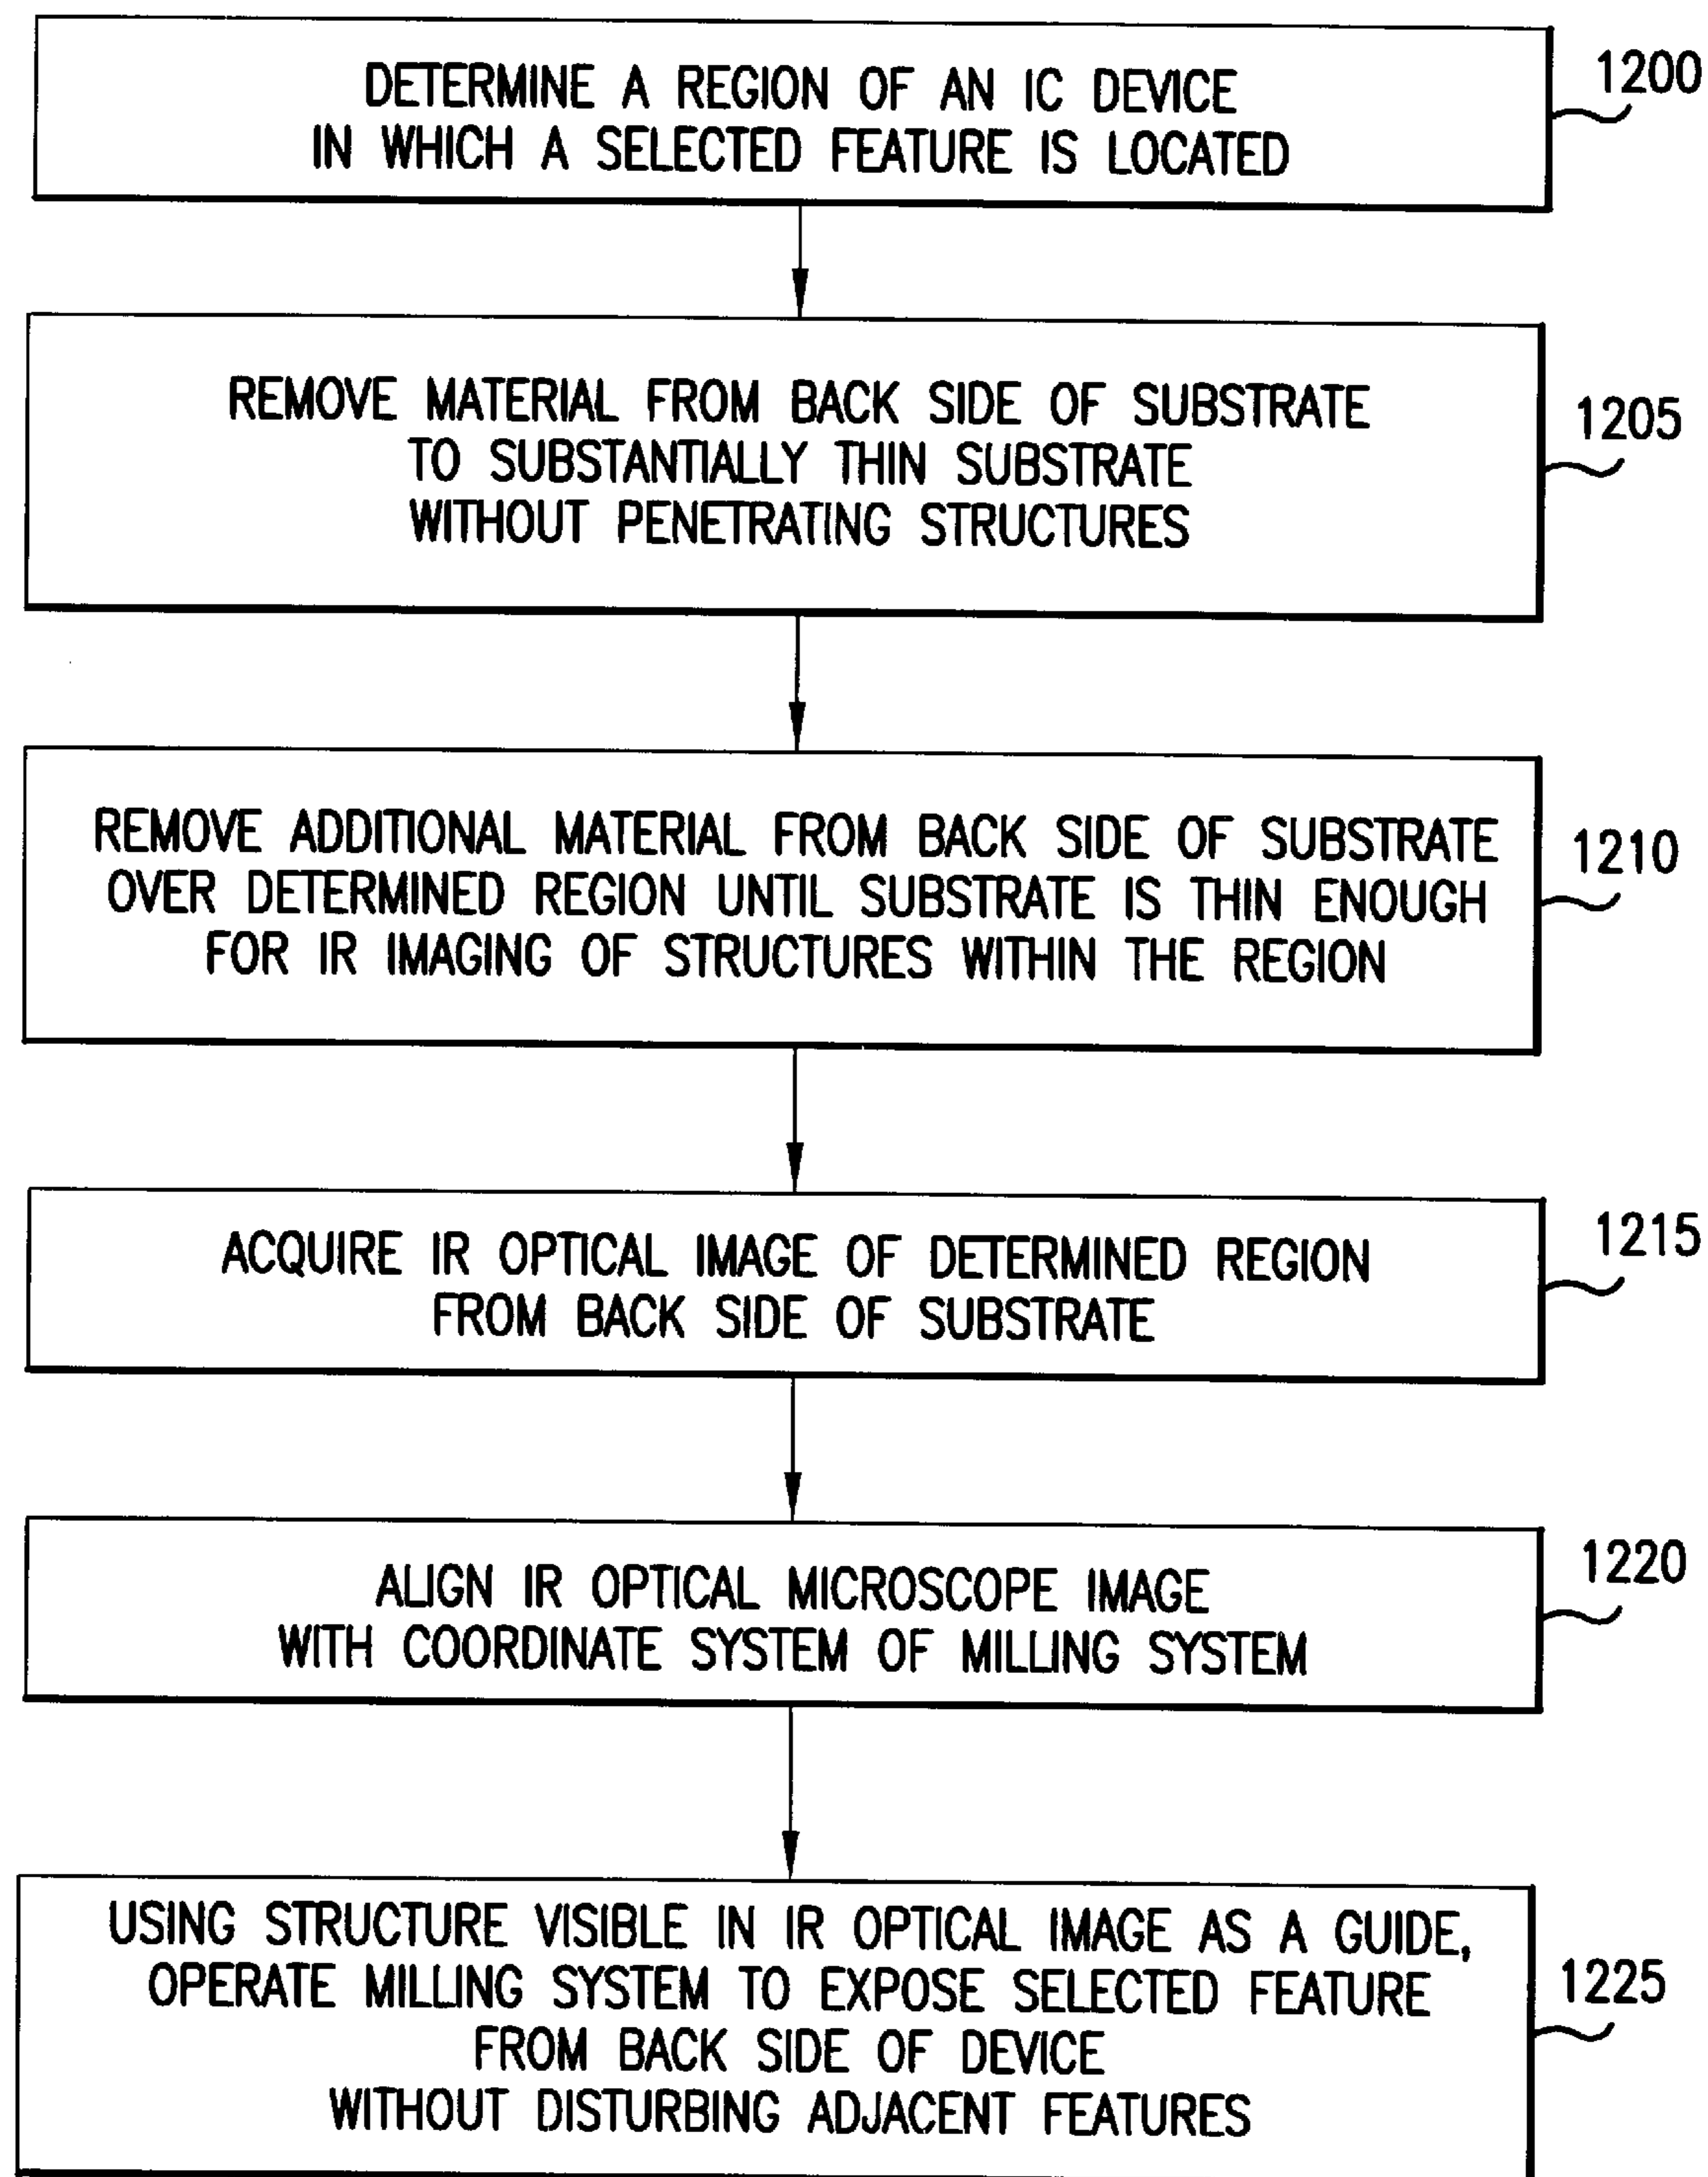 DETERMINE A REGION OF AN IC DEVICE
IN WHICH A SELECTED FEATURE IS LOCATED
1200
REMOVE MATERIAL FROM BACK SIDE OF SUBSTRATE
TO SUBSTANTIALLY THIN SUBSTRATE
WITHOUT PENETRATING STRUCTURES
1205
REMOVE ADDITIONAL MATERIAL FROM BACK SIDE OF SUBSTRATE
OVER DETERMINED REGION UNTIL SUBSTRATE IS THIN ENOUGH
FOR IR IMAGING OF STRUCTURES WITHIN THE REGION
1210
ACQUIRE IR OPTICAL IMAGE OF DETERMINED REGION
FROM BACK SIDE OF SUBSTRATE
1215
ALIGN IR OPTICAL MICROSCOPE IMAGE
WITH COORDINATE SYSTEM OF MILLING SYSTEM
1220
USING STRUCTURE VISIBLE IN IR OPTICAL IMAGE AS A GUIDE,
OPERATE MILLING SYSTEM TO EXPOSE SELECTED FEATURE
FROM BACK SIDE OF DEVICE
WITHOUT DISTURBING ADJACENT FEATURES
1225